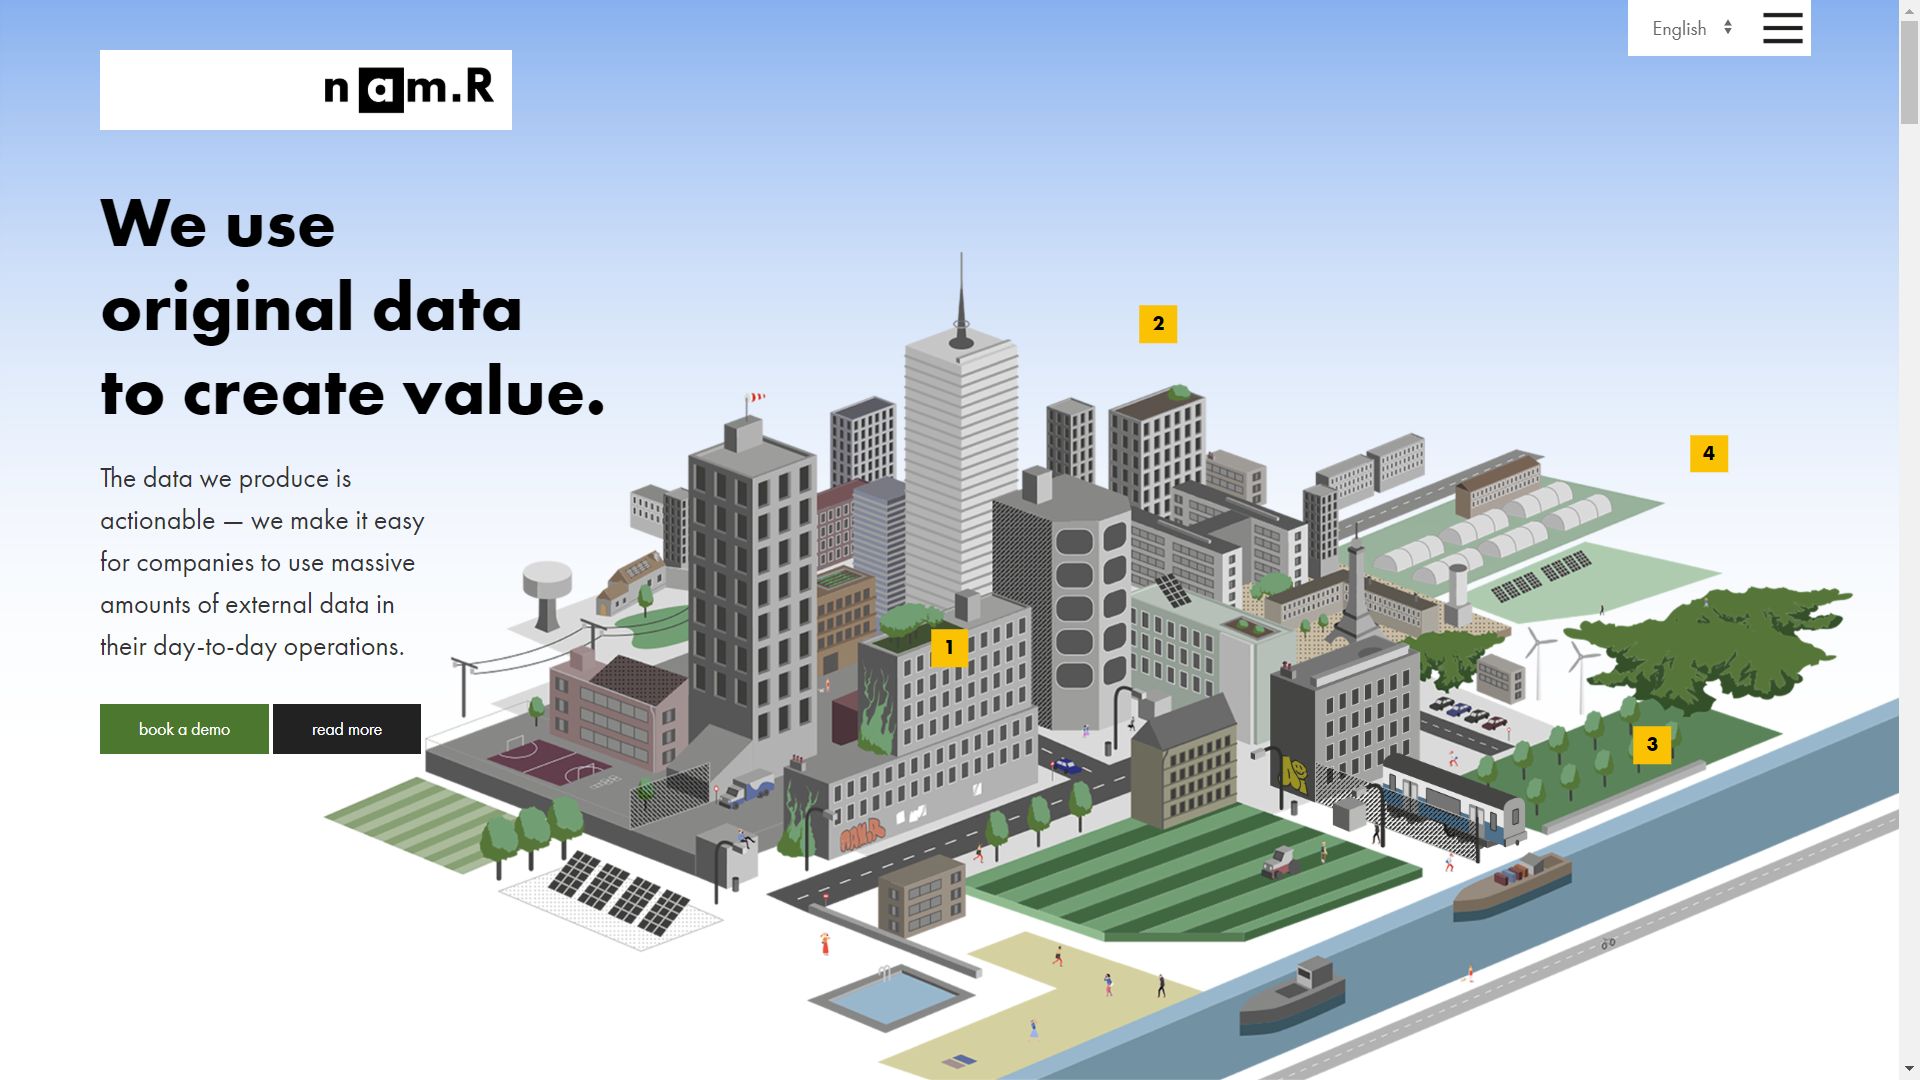 English
nam.R
We use
original data
to create value.
The data we produce is
actionable — we make it easy
for companies to use massive
amounts of external data in
their day-to-day operations.
book a demo
read more
2
4
1
3
NAM.R